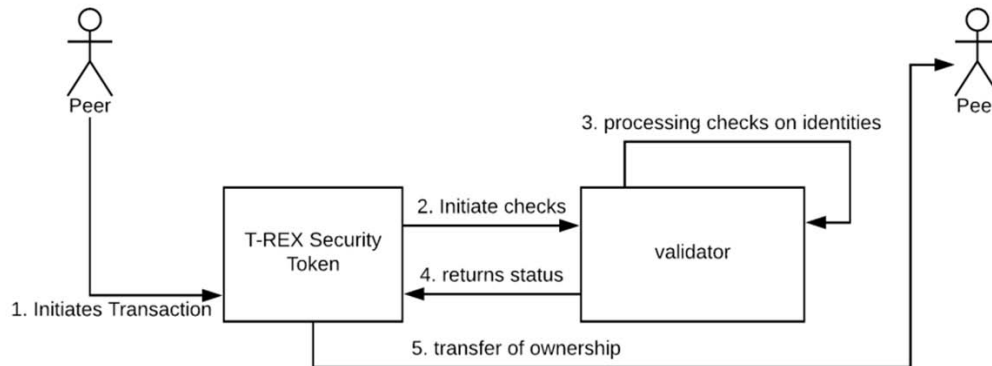 Peer
Pee
3. processing checks on identities
T-REX Security
Token
2. Initiate checks
validator
4. returns status
1. Initiates Transaction
5. transfer of ownership